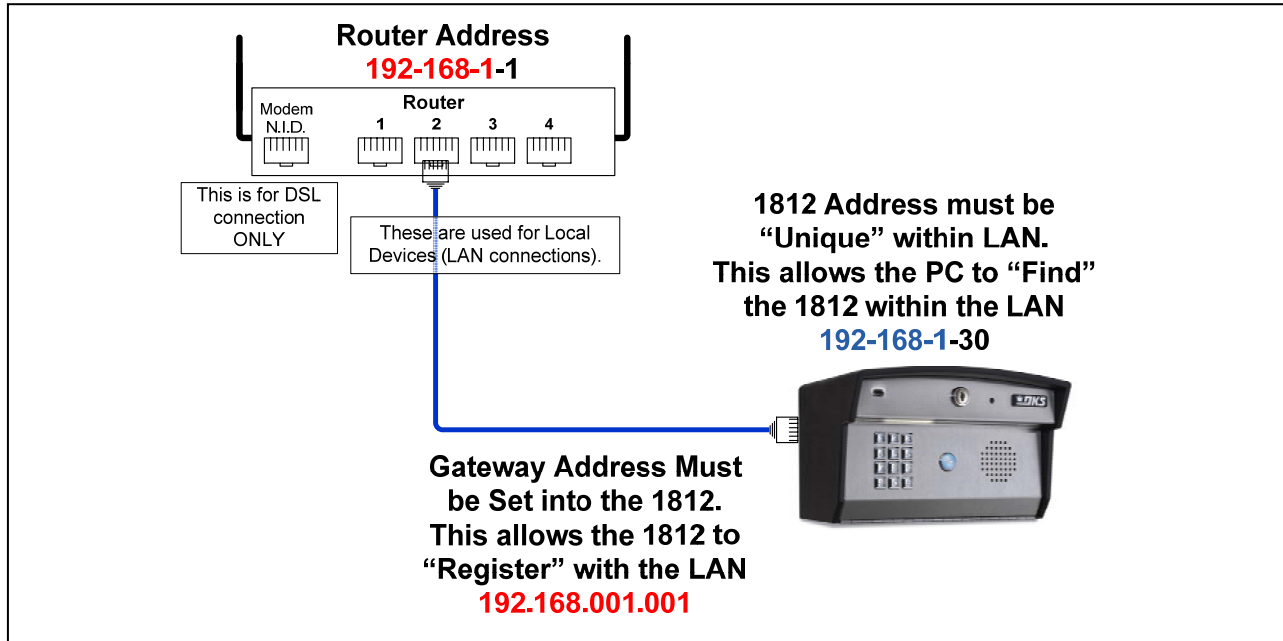 Router Address
192-168-1-1
Modem
N.I.D.
Router
1 2 3 4
This is for DSL
connection
ONLY
These are used for Local
Devices (LAN connections).
1812 Address must be
“Unique” within LAN.
This allows the PC to “Find”
the 1812 within the LAN
192-168-1-30
DKS
Gateway Address Must
be Set into the 1812.
This allows the 1812 to
“Register” with the LAN
192.168.001.001